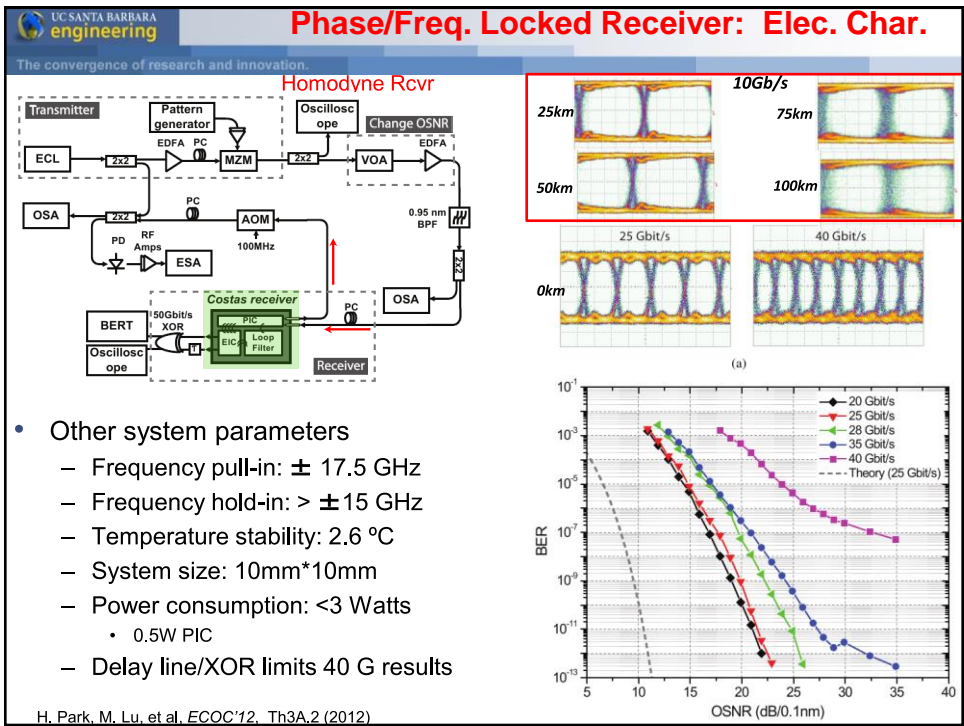 UC SANTA BARBARA
engineering
Phase/Freq. Locked Receiver: Elec. Char.
The convergence of research and innovation.
Homodyne Rcvr
Transmitter
Pattern
generator
Oscillosc
ope
Change OSNR
ECL
2x2
EDFA
PC
MZM
2x2
VOA
EDFA
OSA
2x2
PC
AOM
100MHz
0.95 nm
BPF
PD
RF
Amps
ESA
2x2
OSA
Costas receiver
PC
50Gbit/s
XOR
BERT
PIC
EIC
Loop
Filter
Oscillosc
ope
T
Receiver
10Gb/s
25km
75km
50km
100km
25 Gbit/s
40 Gbit/s
0km
(a)
10-1
10-3
10-5
10-7
10-9
10-11
10-13
BER
20 Gbit/s
25 Gbit/s
28 Gbit/s
35 Gbit/s
40 Gbit/s
Theory (25 Gbit/s)
5 10 15 20 25 30 35 40
OSNR (dB/0.1nm)
• Other system parameters
– Frequency pull-in: ± 17.5 GHz
– Frequency hold-in: > ±15 GHz
– Temperature stability: 2.6 ºC
– System size: 10mm*10mm
– Power consumption: <3 Watts
• 0.5W PIC
– Delay line/XOR limits 40 G results
H. Park, M. Lu, et al, ECOC'12, Th3A.2 (2012)